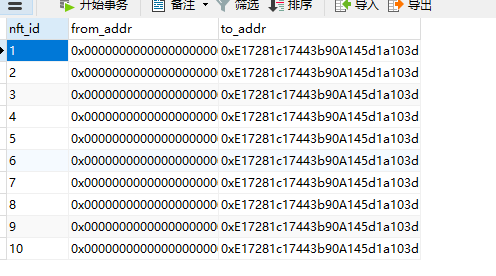 开始事务 备注 筛选 排序 导入 导出
nft_id from_addr to_addr
1 0x0000000000000000000 0xE17281c17443b90A145d1a103d
2 0x0000000000000000000 0xE17281c17443b90A145d1a103d
3 0x0000000000000000000 0xE17281c17443b90A145d1a103d
4 0x0000000000000000000 0xE17281c17443b90A145d1a103d
5 0x0000000000000000000 0xE17281c17443b90A145d1a103d
6 0x0000000000000000000 0xE17281c17443b90A145d1a103d
7 0x0000000000000000000 0xE17281c17443b90A145d1a103d
8 0x0000000000000000000 0xE17281c17443b90A145d1a103d
9 0x0000000000000000000 0xE17281c17443b90A145d1a103d
10 0x0000000000000000000 0xE17281c17443b90A145d1a103d